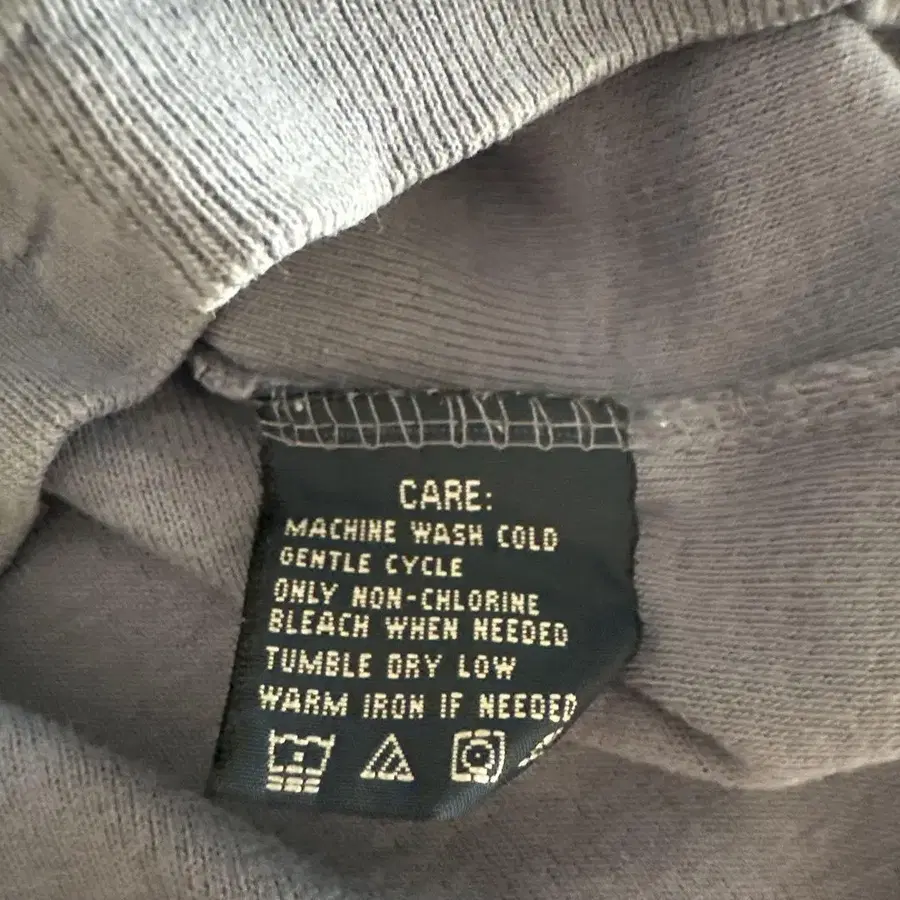 CARE:
MACHINE WASH COLD
GENTLE CYCLE
ONLY NON-CHLORINE
BLEACH WHEN NEEDED
TUMBLE DRY LOW
WARM IRON IF NEEDED